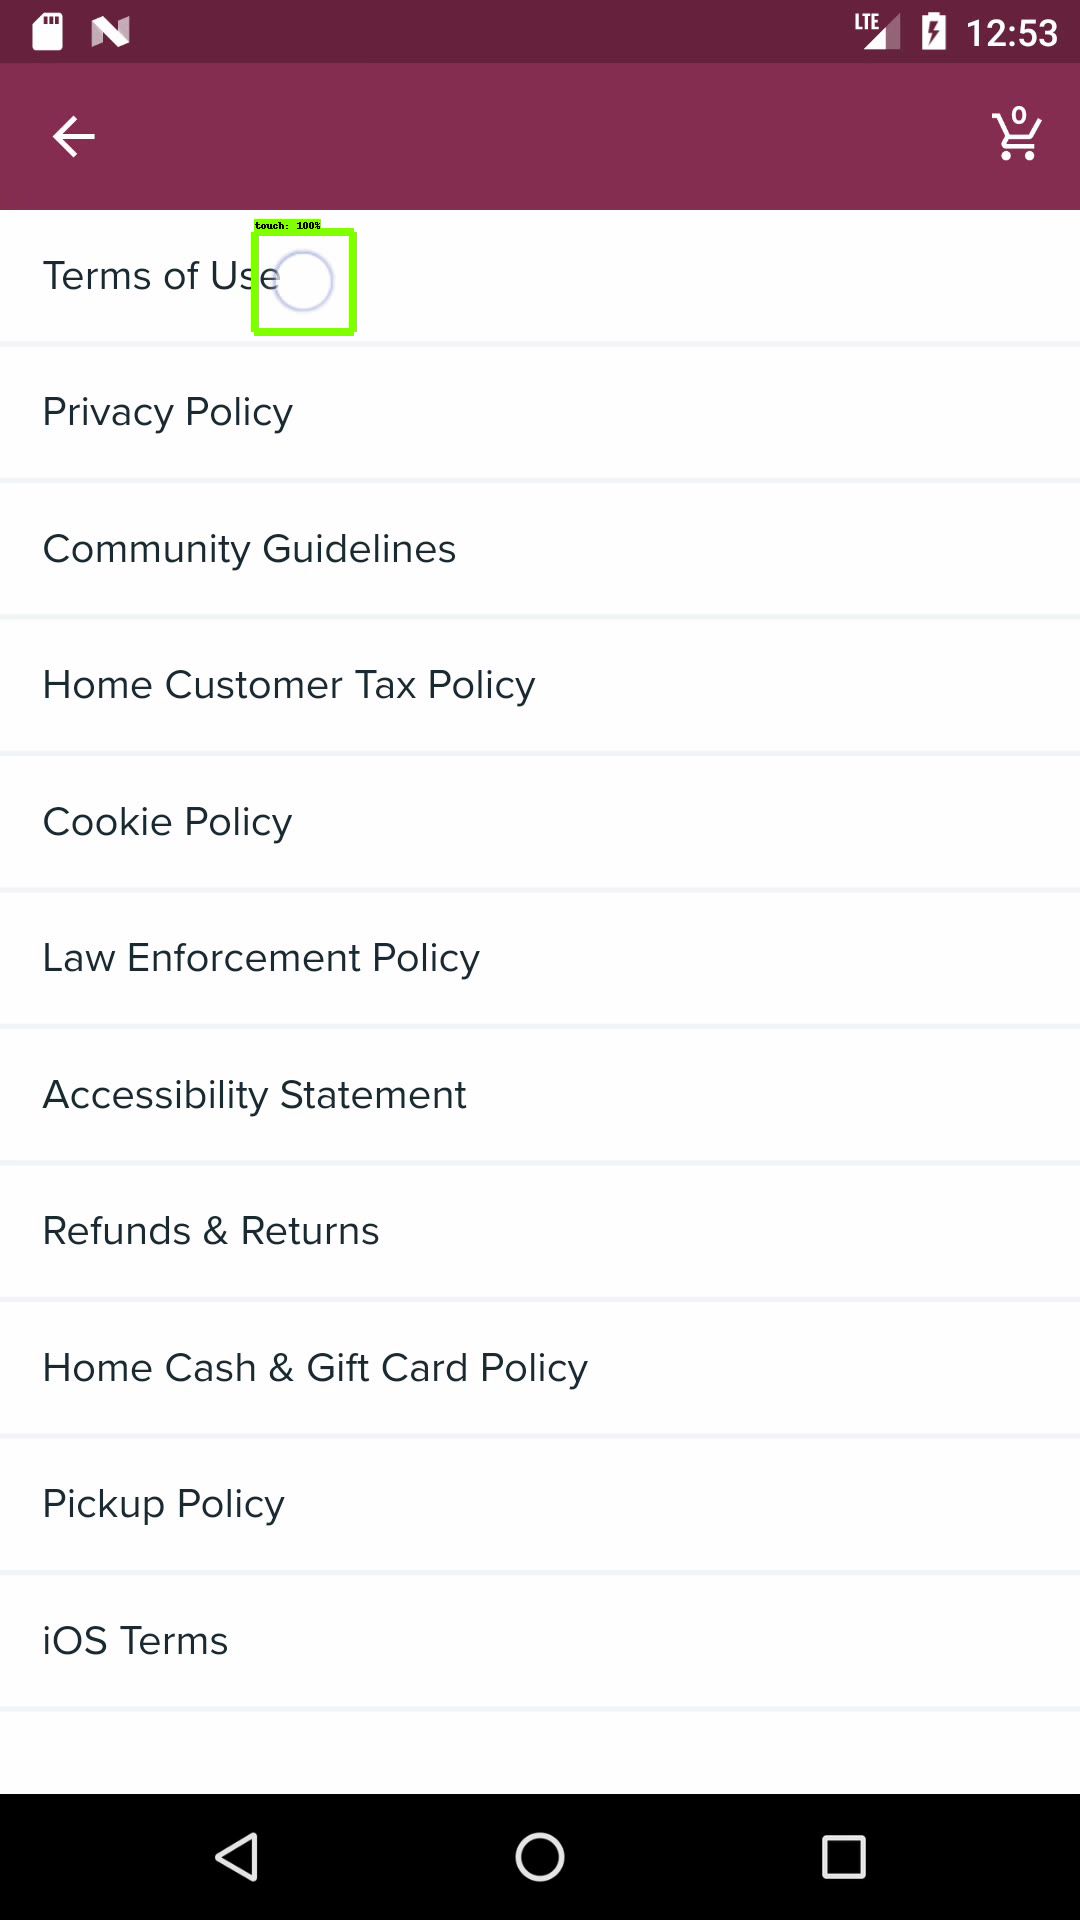 LTE 12:53
0
touch: 100%
Terms of Use
Privacy Policy
Community Guidelines
Home Customer Tax Policy
Cookie Policy
Law Enforcement Policy
Accessibility Statement
Refunds & Returns
Home Cash & Gift Card Policy
Pickup Policy
iOS Terms